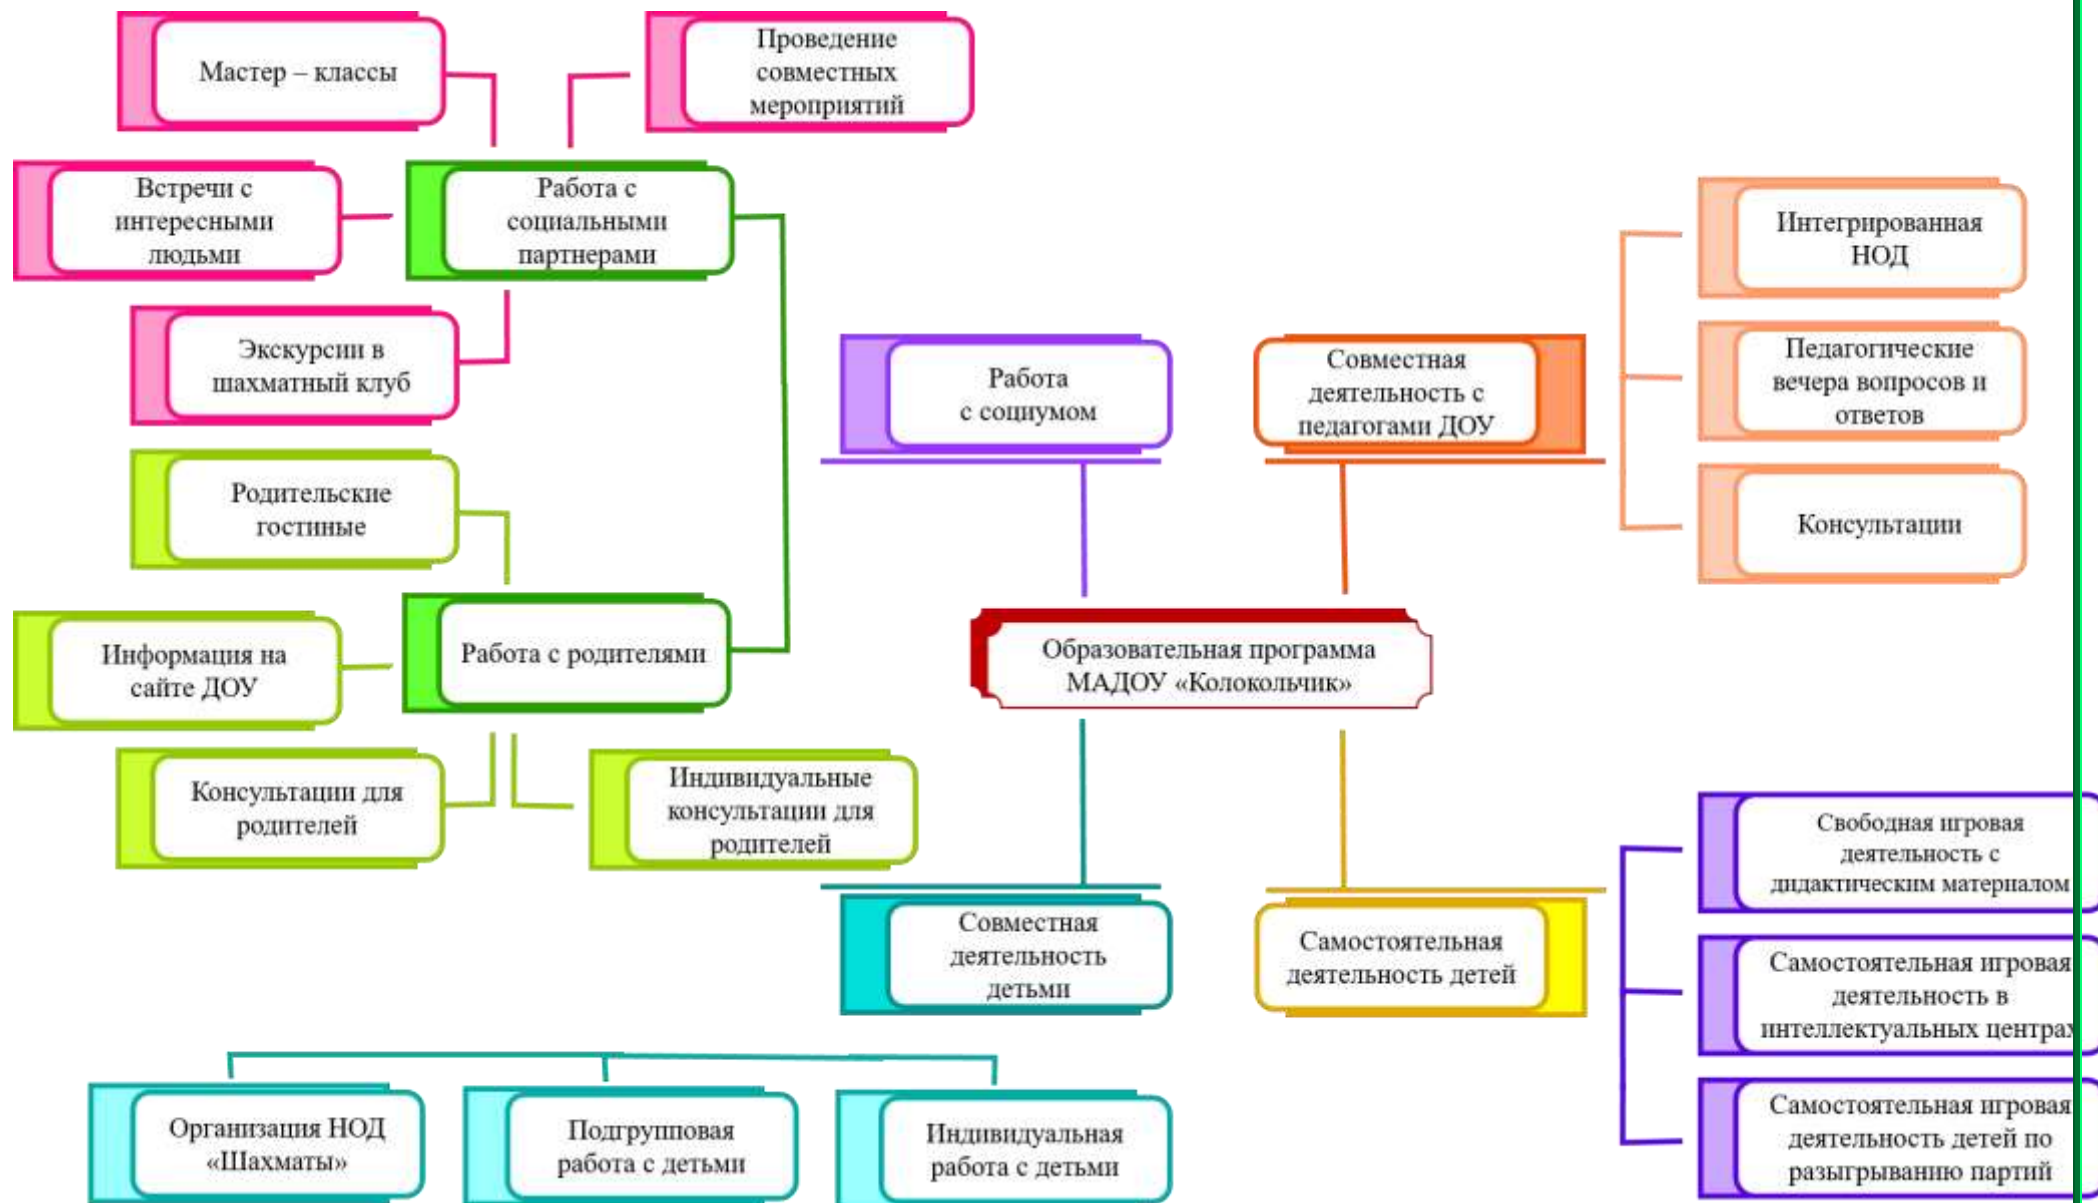 Мастер – классы
Проведение
совместных
мероприятий
Встречи с
интересными
людьми
Работа с
социальными
партнерами
Экскурсии в
шахматный клуб
Родительские
гостиные
Информация на
сайте ДОУ
Работа с родителями
Консультации для
родителей
Индивидуальные
консультации для
родителей
Работа
с социумом
Совместная
деятельность с
педагогами ДОУ
Интегрированная
НОД
Педагогические
вечера вопросов и
ответов
Консультации
Образовательная программа
МАДОУ «Колокольчик»
Совместная
деятельность
детьми
Самостоятельная
деятельность детей
Свободная игровая
деятельность с
дидактическим материалом
Самостоятельная игровая
деятельность в
интеллектуальных центрах
Самостоятельная игровая
деятельность детей по
разыгрыванию партий
Организация НОД
«Шахматы»
Подгрупповая
работа с детьми
Индивидуальная
работа с детьми